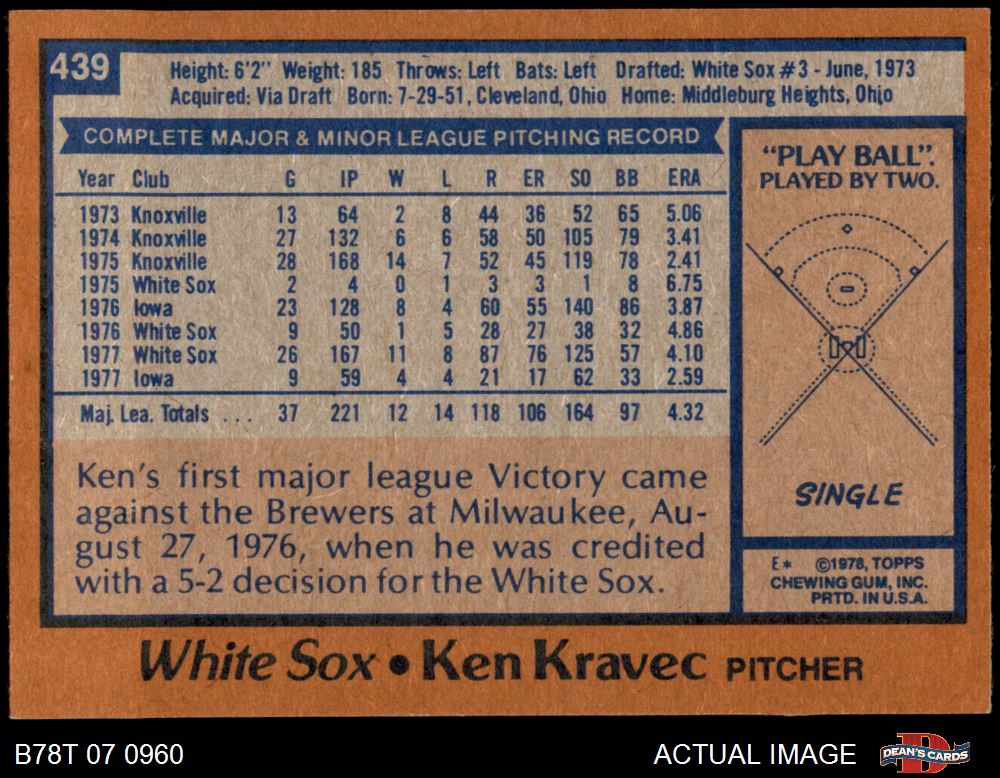 439
Height: 6'2" Weight: 185 Throws: Left Bats: Left Drafted: White Sox #3 - June, 1973
Acquired: Via Draft Born: 7-29-51, Cleveland, Ohio Home: Middleburg Heights, Ohio
COMPLETE MAJOR & MINOR LEAGUE PITCHING RECORD
Year Club G IP W L R ER SO BB ERA
1973 Knoxville 13 64 2 8 44 36 52 65 5.06
1974 Knoxville 27 132 6 6 58 50 105 79 3.41
1975 Knoxville 28 168 14 7 52 45 119 78 2.41
1975 White Sox 2 4 0 1 3 3 1 8 6.75
1976 Iowa 23 128 8 4 60 55 140 86 3.87
1976 White Sox 9 50 1 5 28 27 38 32 4.86
1977 White Sox 26 167 11 8 87 76 125 57 4.10
1977 Iowa 9 59 4 4 21 17 62 33 2.59
Maj. Lea. Totals . . . 37 221 12 14 118 106 164 97 4.32
Ken's first major league Victory came
against the Brewers at Milwaukee, Au-
gust 27, 1976, when he was credited
with a 5-2 decision for the White Sox.
"PLAY BALL".
PLAYED BY TWO.
SINGLE
E* ©1978, TOPPS
CHEWING GUM, INC.
PRTD. IN U.S.A.
White Sox • Ken Kravec PITCHER
B78T 07 0960
ACTUAL IMAGE
DEAN'S CARDS